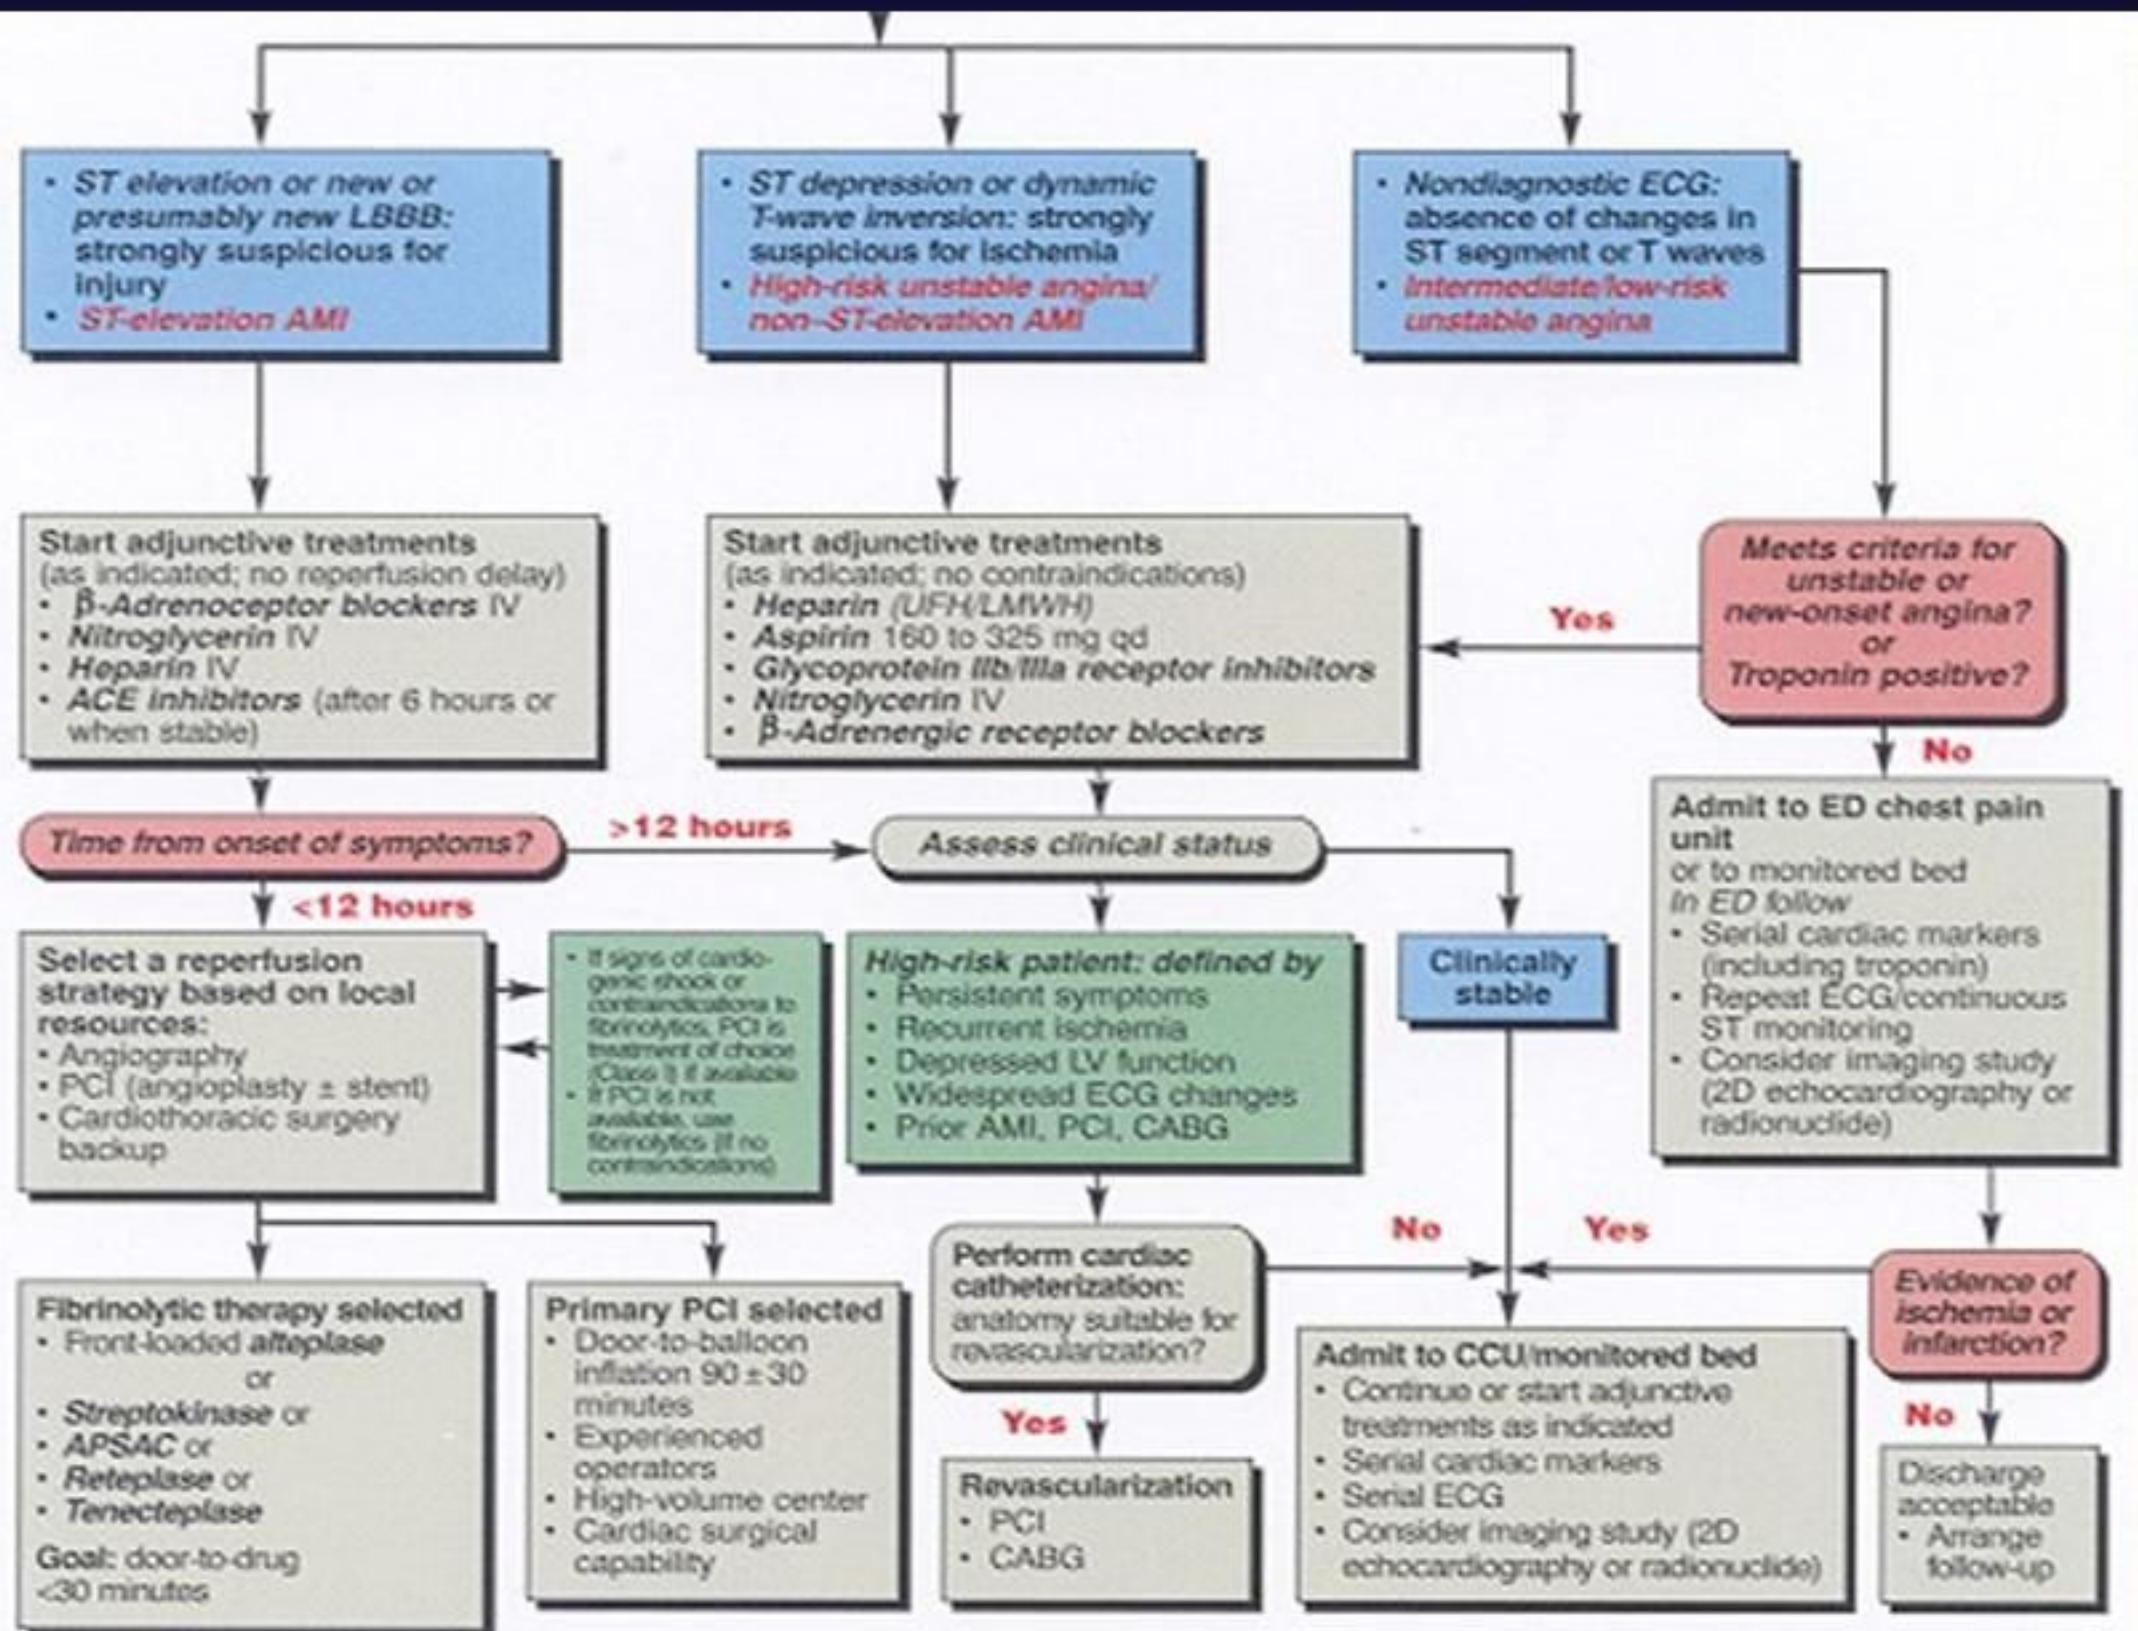 • ST elevation or new or
presumably new LBBB:
strongly suspicious for
injury
• ST-elevation AMI
• ST depression or dynamic
T-wave inversion: strongly
suspicious for ischemia
• High-risk unstable angina/
non–ST-elevation AMI
• Nondiagnostic ECG:
absence of changes in
ST segment or T waves
• Intermediate/low-risk
unstable angina
Start adjunctive treatments
(as indicated; no reperfusion delay)
• β-Adrenoceptor blockers IV
• Nitroglycerin IV
• Heparin IV
• ACE inhibitors (after 6 hours or
when stable)
Start adjunctive treatments
(as indicated; no contraindications)
• Heparin (UFH/LMWH)
• Aspirin 160 to 325 mg qd
• Glycoprotein IIb/IIIa receptor inhibitors
• Nitroglycerin IV
• β-Adrenergic receptor blockers
Yes
Meets criteria for
unstable or
new-onset angina?
or
Troponin positive?
No
Time from onset of symptoms?
>12 hours
Assess clinical status
<12 hours
Admit to ED chest pain
unit
or to monitored bed
In ED follow
• Serial cardiac markers
(including troponin)
• Repeat ECG/continuous
ST monitoring
• Consider imaging study
(2D echocardiography or
radionuclide)
Select a reperfusion
strategy based on local
resources:
• Angiography
• PCI (angioplasty ± stent)
• Cardiothoracic surgery
backup
• If signs of cardio-
genic shock or
contraindications to
fibrinolytics, PCI is
treatment of choice
(Class I) if available
• If PCI is not
available, use
fibrinolytics (if no
contraindications)
High-risk patient: defined by
• Persistent symptoms
• Recurrent ischemia
• Depressed LV function
• Widespread ECG changes
• Prior AMI, PCI, CABG
Clinically
stable
No
Yes
Fibrinolytic therapy selected
• Front-loaded alteplase
or
• Streptokinase or
• APSAC or
• Reteplase or
• Tenecteplase
Goal: door-to-drug
<30 minutes
Primary PCI selected
• Door-to-balloon
inflation 90 ± 30
minutes
• Experienced
operators
• High-volume center
• Cardiac surgical
capability
Perform cardiac
catheterization:
anatomy suitable for
revascularization?
Yes
Revascularization
• PCI
• CABG
Admit to CCU/monitored bed
• Continue or start adjunctive
treatments as indicated
• Serial cardiac markers
• Serial ECG
• Consider imaging study (2D
echocardiography or radionuclide)
Evidence of
ischemia or
infarction?
No
Discharge
acceptable
• Arrange
follow-up